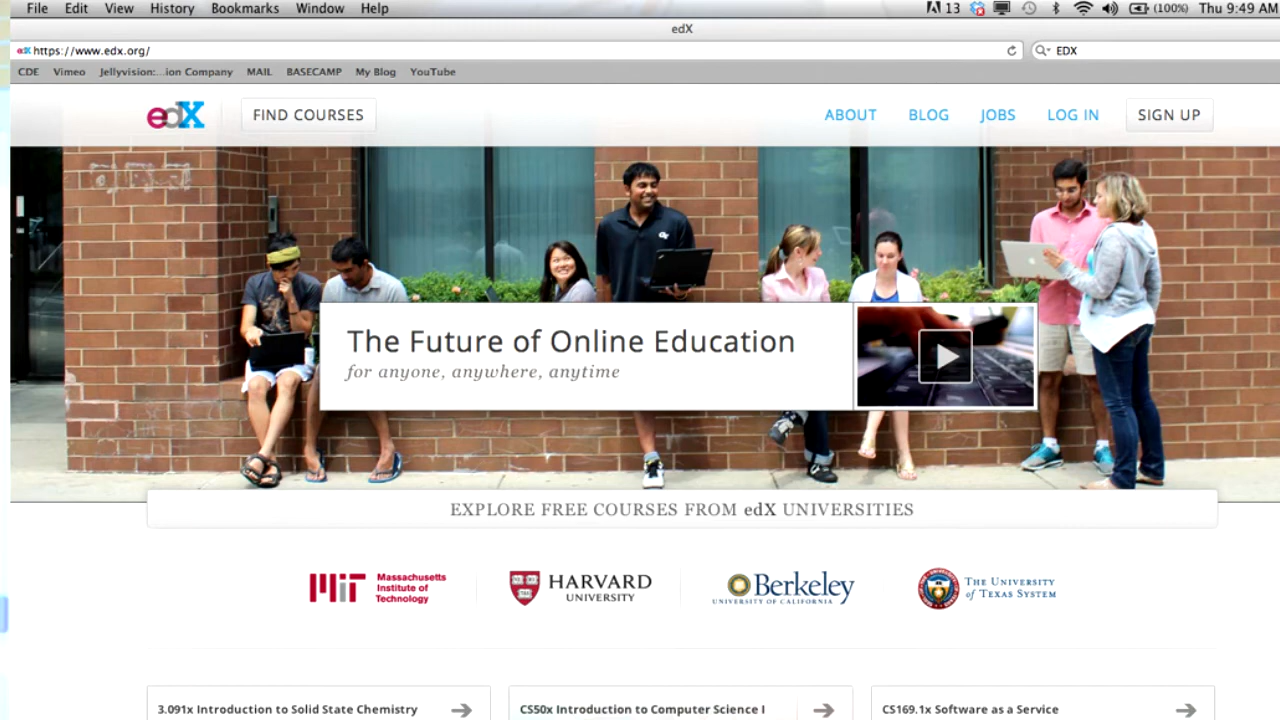 File Edit View History Bookmarks Window Help 13 (100%) Thu 9:49 AM
edX
edX https://www.edx.org/ EDX
CDE Vimeo Jellyvision:...ion Company MAIL BASECAMP My Blog YouTube
edX FIND COURSES ABOUT BLOG JOBS LOG IN SIGN UP
The Future of Online Education
for anyone, anywhere, anytime
EXPLORE FREE COURSES FROM edX UNIVERSITIES
MIT Massachusetts Institute of Technology
HARVARD UNIVERSITY
Berkeley UNIVERSITY OF CALIFORNIA
THE UNIVERSITY of TEXAS SYSTEM
3.091x Introduction to Solid State Chemistry
CS50x Introduction to Computer Science I
CS169.1x Software as a Service